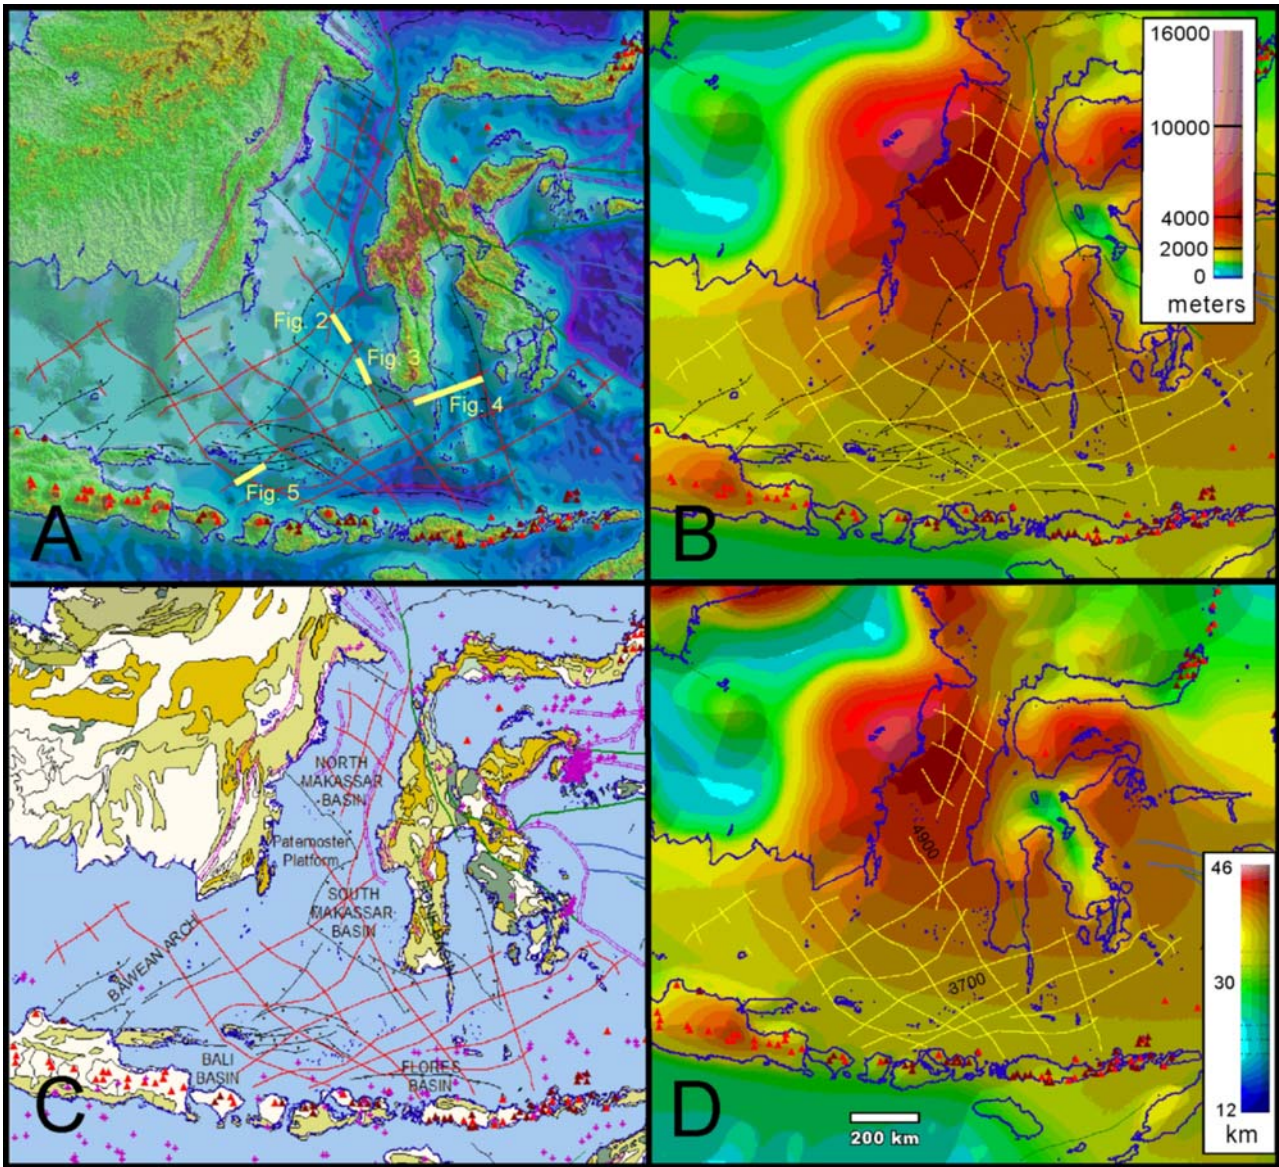 Fig. 2
Fig. 3
Fig. 4
Fig. 5
A
16000
10000
4000
2000
0
meters
B
NORTH
MAKASSAR
BASIN
Paternoster
Platform
SOUTH
MAKASSAR
BASIN
BAWEAN ARCH
BALI
BASIN
FLORES
BASIN
C
4900
3700
46
30
12
km
200 km
D